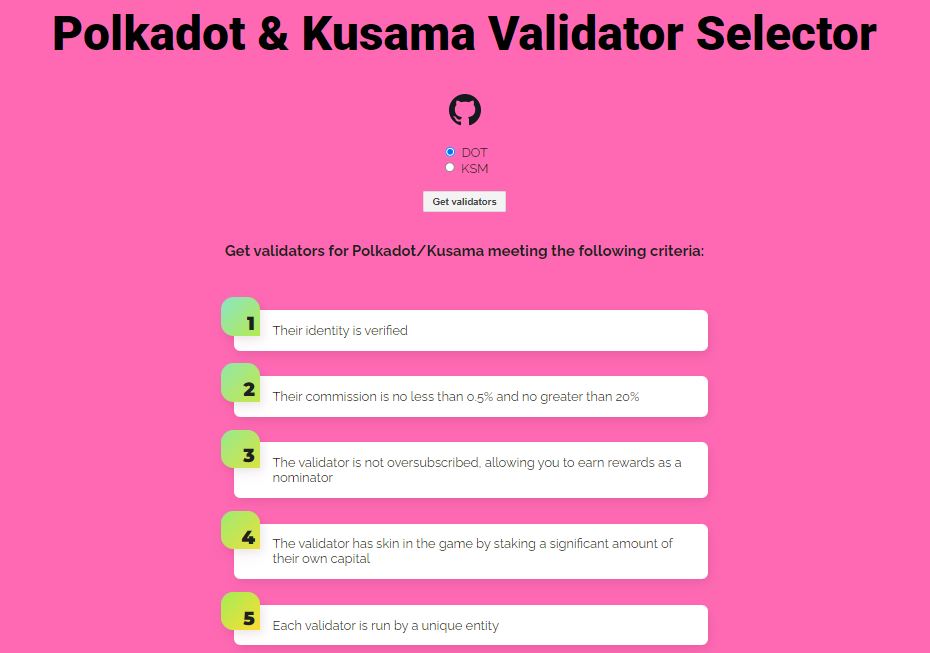 Polkadot & Kusama Validator Selector
DOT
KSM
Get validators
Get validators for Polkadot/Kusama meeting the following criteria:
1
Their identity is verified
2
Their commission is no less than 0.5% and no greater than 20%
3
The validator is not oversubscribed, allowing you to earn rewards as a
nominator
4
The validator has skin in the game by staking a significant amount of
their own capital
5
Each validator is run by a unique entity